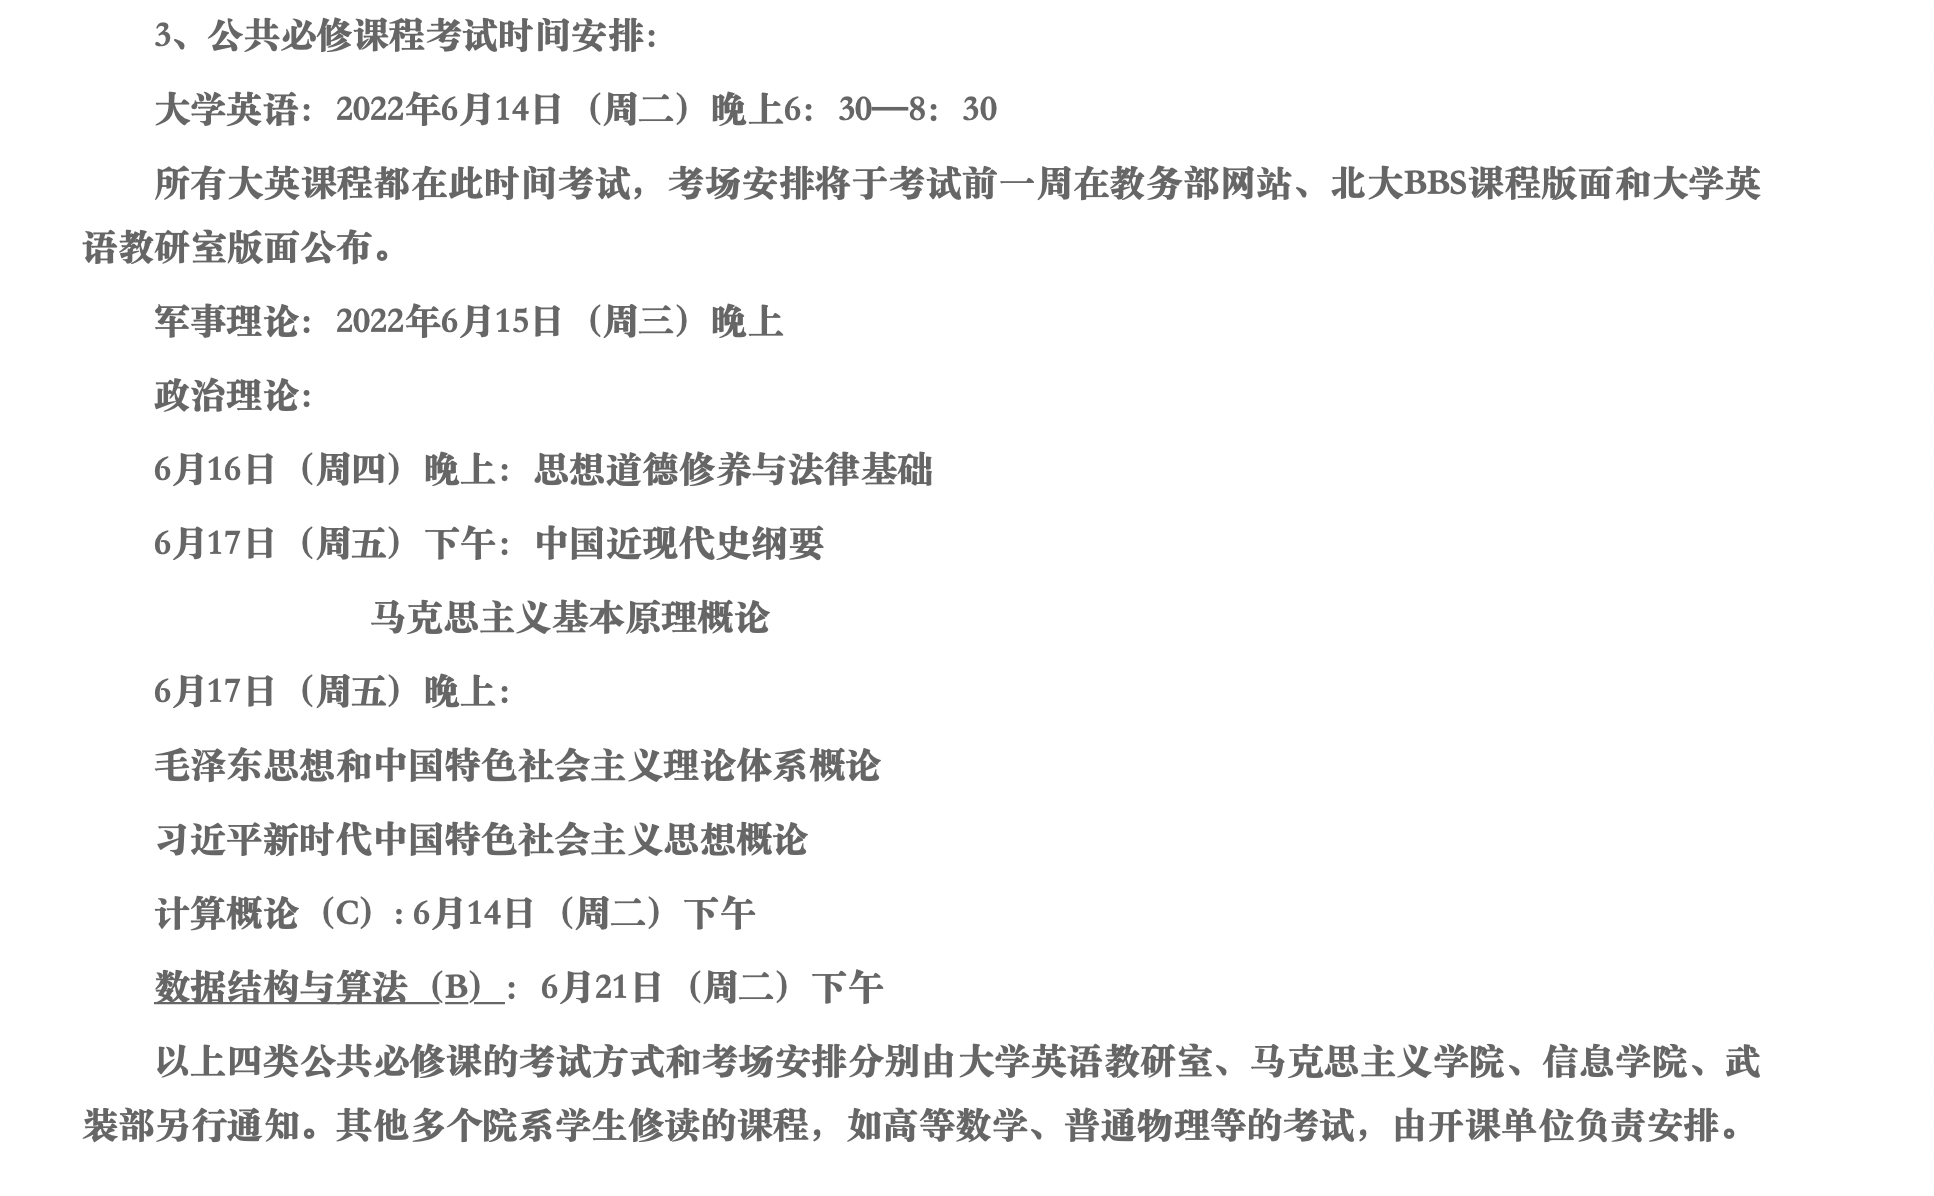 3、公共必修课程考试时间安排：
大学英语：2022年6月14日（周二）晚上6：30—8：30
所有大英课程都在此时间考试，考场安排将于考试前一周在教务部网站、北大BBS课程版面和大学英
语教研室版面公布。
军事理论：2022年6月15日（周三）晚上
政治理论：
6月16日（周四）晚上：思想道德修养与法律基础
6月17日（周五）下午：中国近现代史纲要
马克思主义基本原理概论
6月17日（周五）晚上：
毛泽东思想和中国特色社会主义理论体系概论
习近平新时代中国特色社会主义思想概论
计算概论（C）: 6月14日（周二）下午
数据结构与算法（B）：6月21日（周二）下午
以上四类公共必修课的考试方式和考场安排分别由大学英语教研室、马克思主义学院、信息学院、武
装部另行通知。其他多个院系学生修读的课程，如高等数学、普通物理等的考试，由开课单位负责安排。